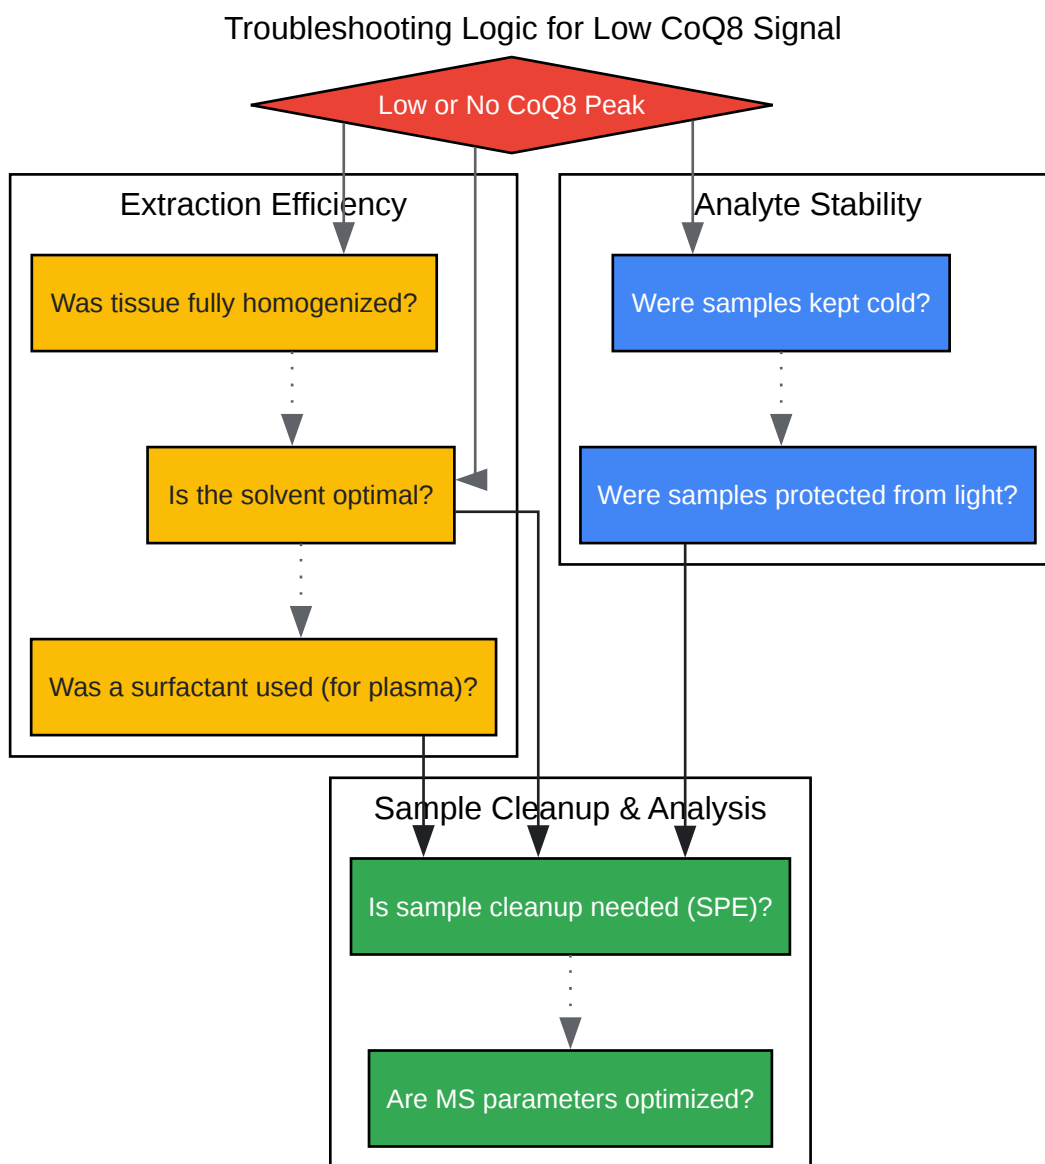 Troubleshooting Logic for Low CoQ8 Signal
Low or No CoQ8 Peak
Extraction Efficiency
Was tissue fully homogenized?
Is the solvent optimal?
Was a surfactant used (for plasma)?
Analyte Stability
Were samples kept cold?
Were samples protected from light?
Sample Cleanup & Analysis
Is sample cleanup needed (SPE)?
Are MS parameters optimized?